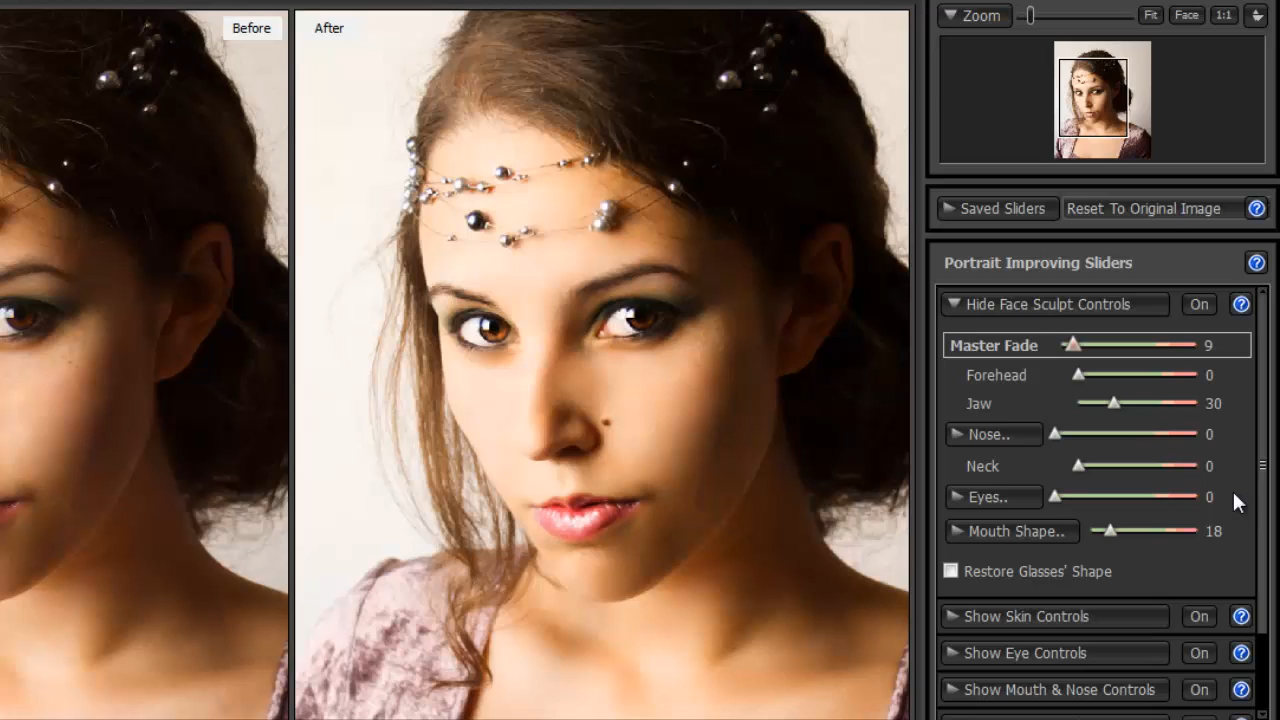 Before
After
Zoom
Fit
Face
1:1
Saved Sliders
Reset To Original Image
?
Portrait Improving Sliders
?
Hide Face Sculpt Controls
On
?
Master Fade
9
Forehead
0
Jaw
30
Nose..
0
Neck
0
Eyes..
0
Mouth Shape..
18
Restore Glasses' Shape
Show Skin Controls
On
?
Show Eye Controls
On
?
Show Mouth & Nose Controls
On
?